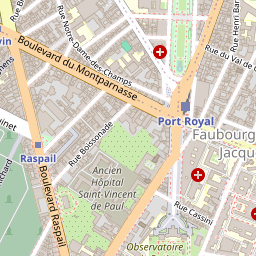 Rue Notre-Dame-des Champs
Boulevard du Montparnasse
Rue Henri Bar
Rue du Val de
Port Royal
Faubourg
Jacqu
Rue Boissonade
Raspail
Boulevard Raspail
Ancien
Hôpital
Saint-Vincent
de Paul
Rue Cassini
Observatoire